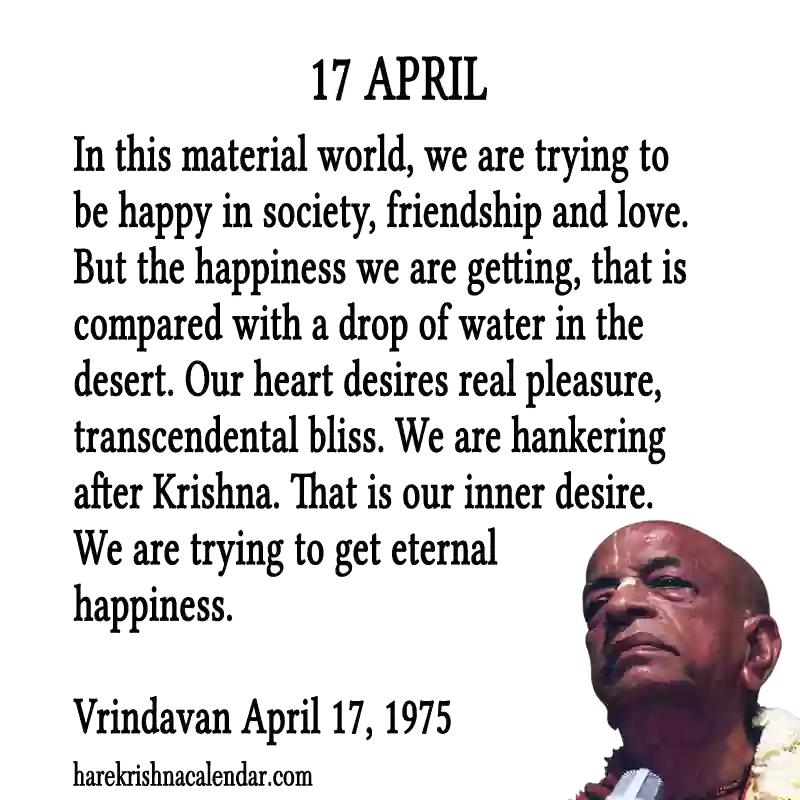 17 APRIL
In this material world, we are trying to
be happy in society, friendship and love.
But the happiness we are getting, that is
compared with a drop of water in the
desert. Our heart desires real pleasure,
transcendental bliss. We are hankering
after Krishna. That is our inner desire.
We are trying to get eternal
happiness.
Vrindavan April 17, 1975
harekrishnacalendar.com